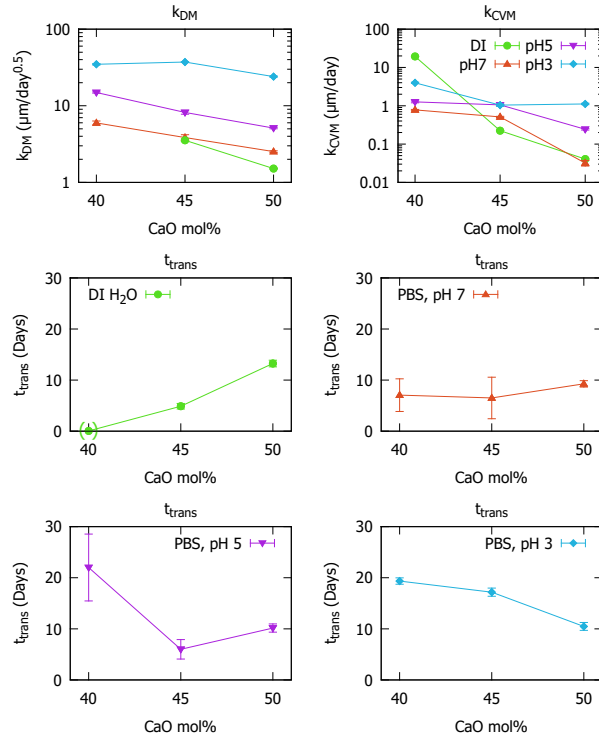 k_DM
k_DM (μm/day^0.5)
100
10
1
40 45 50
CaO mol%
k_CVM
DI pH5
pH7 pH3
k_CVM (μm/day)
100
10
1
0.1
0.01
40 45 50
CaO mol%
t_trans
DI H₂O
t_trans (Days)
30
20
10
0
40 45 50
CaO mol%
t_trans
PBS, pH 7
t_trans (Days)
30
20
10
0
40 45 50
CaO mol%
t_trans
PBS, pH 5
t_trans (Days)
30
20
10
0
40 45 50
CaO mol%
t_trans
PBS, pH 3
t_trans (Days)
30
20
10
0
40 45 50
CaO mol%